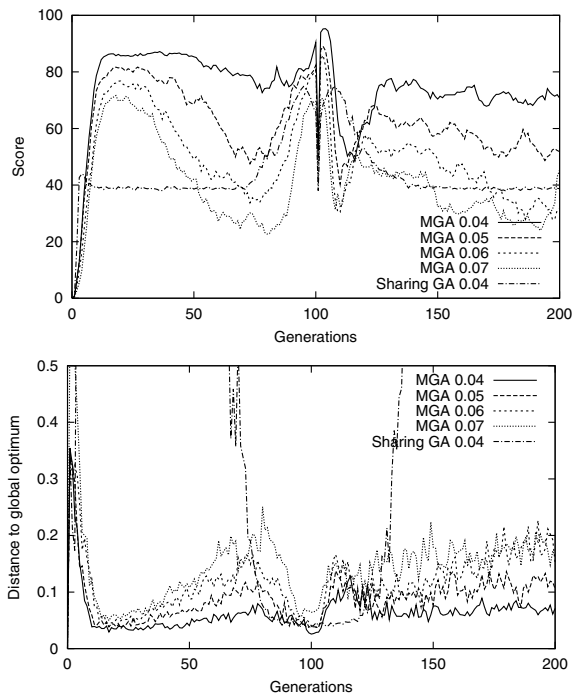 100
80
60
40
20
0
Score
0
50
100
150
200
Generations
MGA 0.04
MGA 0.05
MGA 0.06
MGA 0.07
Sharing GA 0.04
0.5
0.4
0.3
0.2
0.1
0
Distance to global optimum
0
50
100
150
200
Generations
MGA 0.04
MGA 0.05
MGA 0.06
MGA 0.07
Sharing GA 0.04